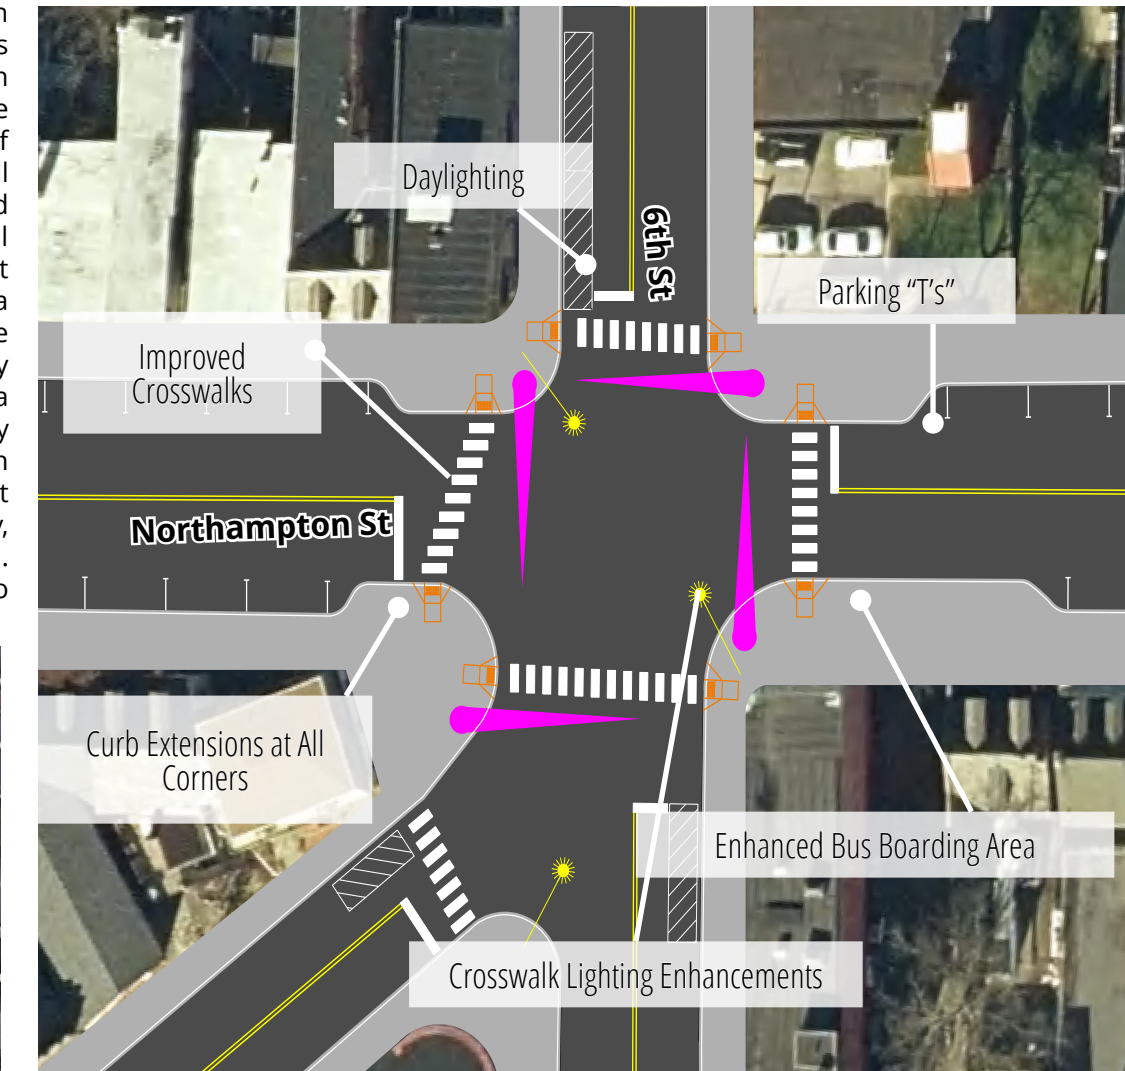 Daylighting
6th St
Parking “T’s”
Improved
Crosswalks
Northampton St
Curb Extensions at All
Corners
Enhanced Bus Boarding Area
Crosswalk Lighting Enhancements